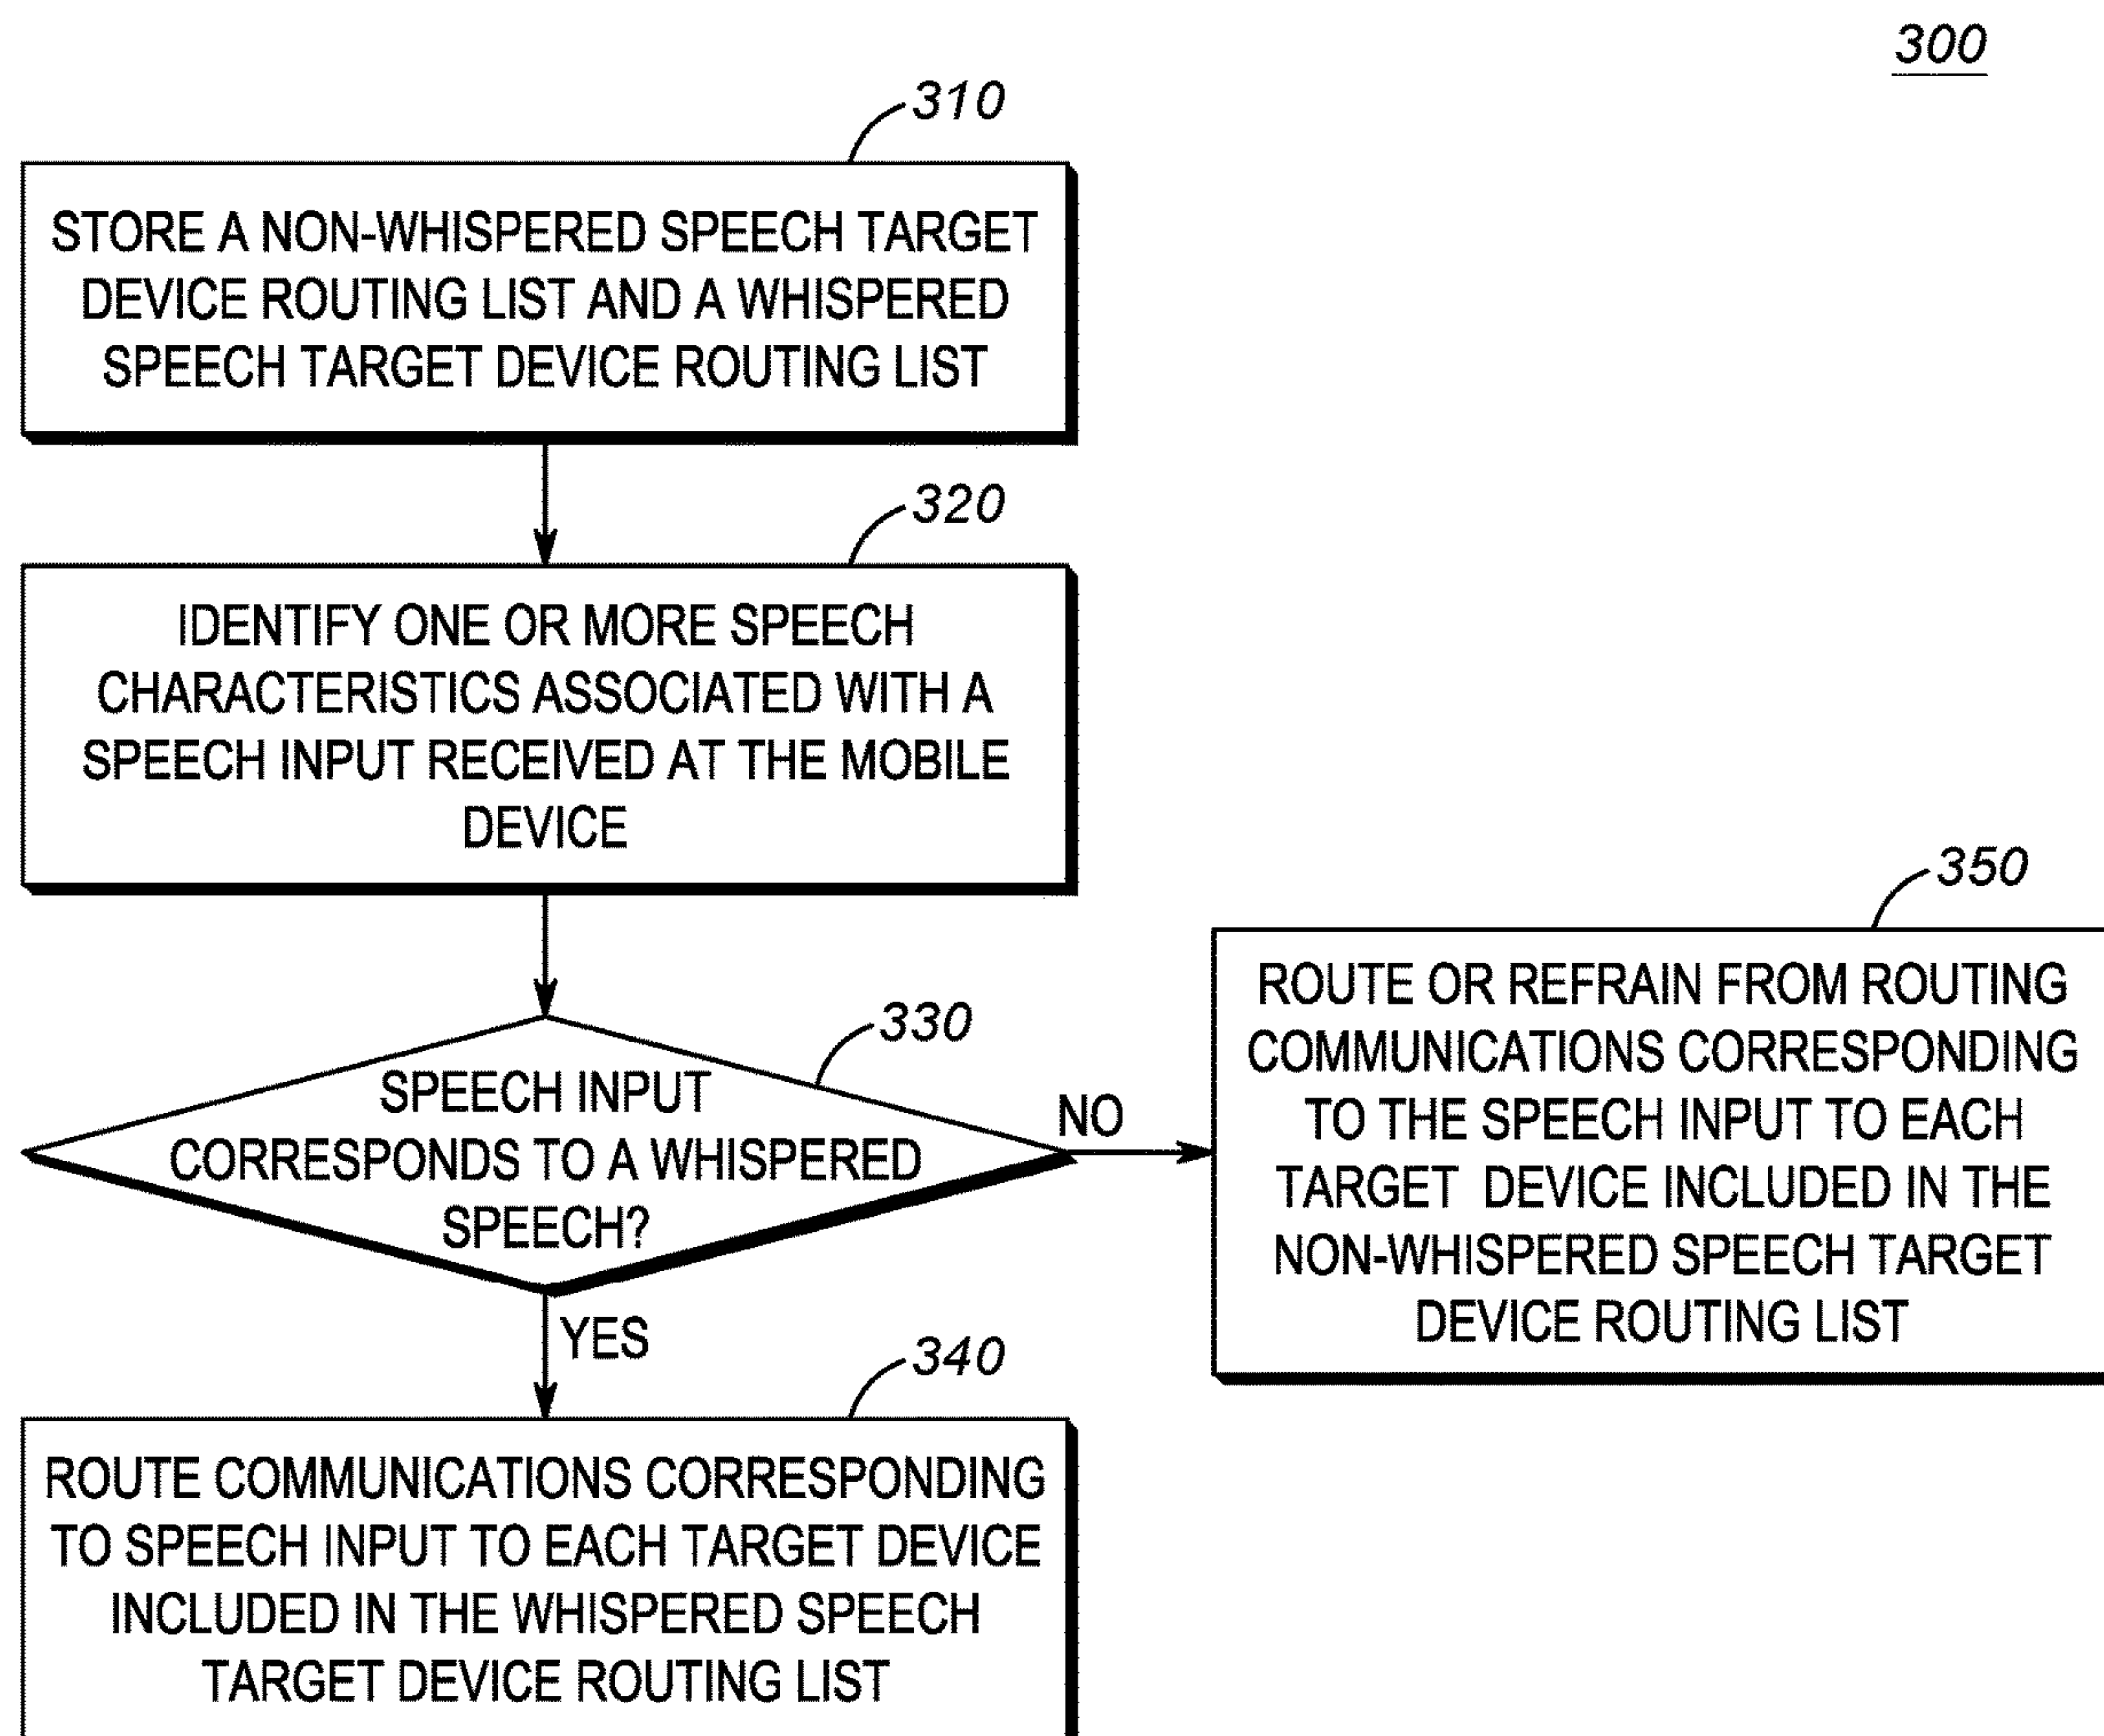 300
310
STORE A NON-WHISPERED SPEECH TARGET
DEVICE ROUTING LIST AND A WHISPERED
SPEECH TARGET DEVICE ROUTING LIST
320
IDENTIFY ONE OR MORE SPEECH
CHARACTERISTICS ASSOCIATED WITH A
SPEECH INPUT RECEIVED AT THE MOBILE
DEVICE
330
SPEECH INPUT
CORRESPONDS TO A WHISPERED
SPEECH?
NO
350
ROUTE OR REFRAIN FROM ROUTING
COMMUNICATIONS CORRESPONDING
TO THE SPEECH INPUT TO EACH
TARGET DEVICE INCLUDED IN THE
NON-WHISPERED SPEECH TARGET
DEVICE ROUTING LIST
YES
340
ROUTE COMMUNICATIONS CORRESPONDING
TO SPEECH INPUT TO EACH TARGET DEVICE
INCLUDED IN THE WHISPERED SPEECH
TARGET DEVICE ROUTING LIST